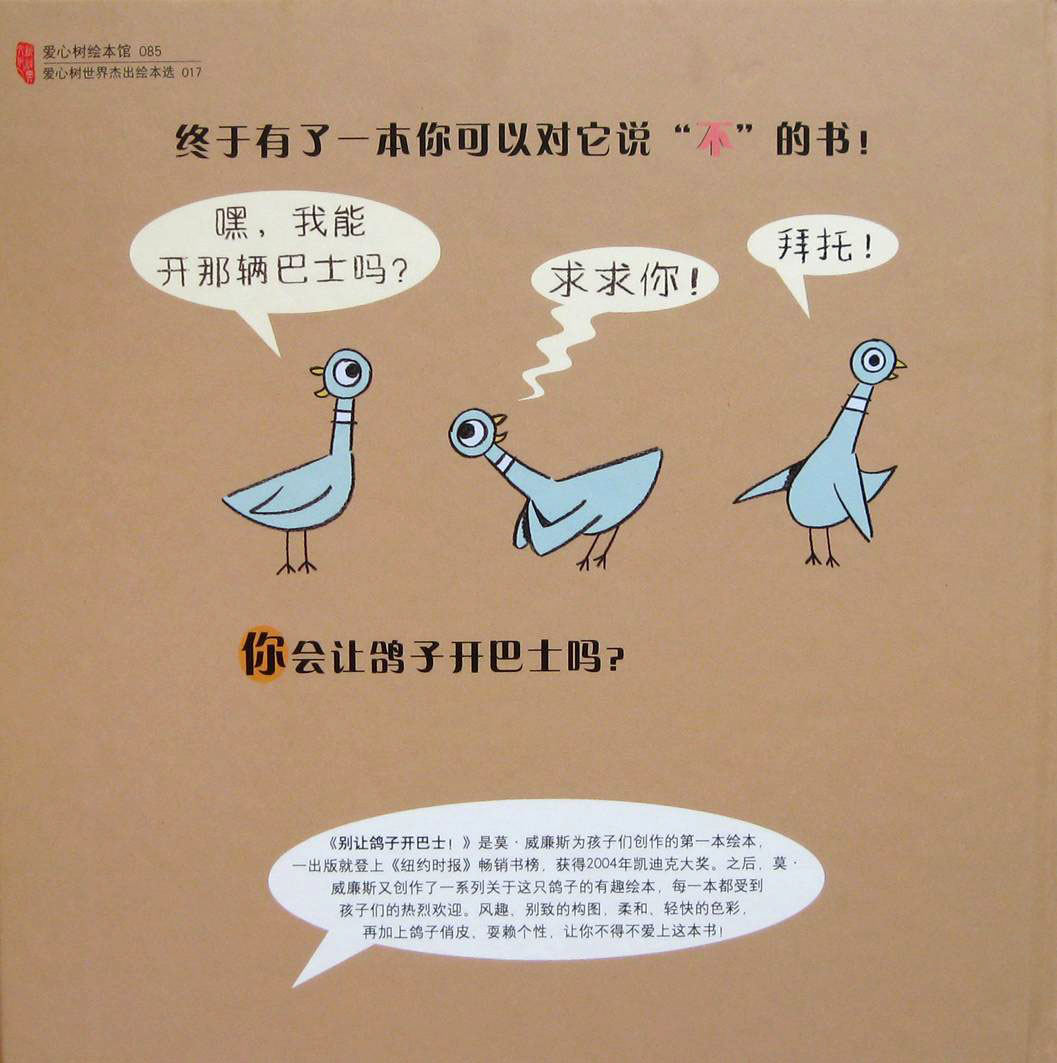 爱心树绘本馆 085
爱心树世界杰出绘本选 017
终于有了一本你可以对它说“不”的书！
嘿，我能
开那辆巴士吗？
求求你！
拜托！
你会让鸽子开巴士吗？
《别让鸽子开巴士！》是莫·威廉斯为孩子们创作的第一本绘本，
一出版就登上《纽约时报》畅销书榜，获得2004年凯迪克大奖。之后，莫·
威廉斯又创作了一系列关于这只鸽子的有趣绘本，每一本都受到
孩子们的热烈欢迎。风趣、别致的构图，柔和、轻快的色彩，
再加上鸽子俏皮、耍赖个性，让你不得不爱上这本书！